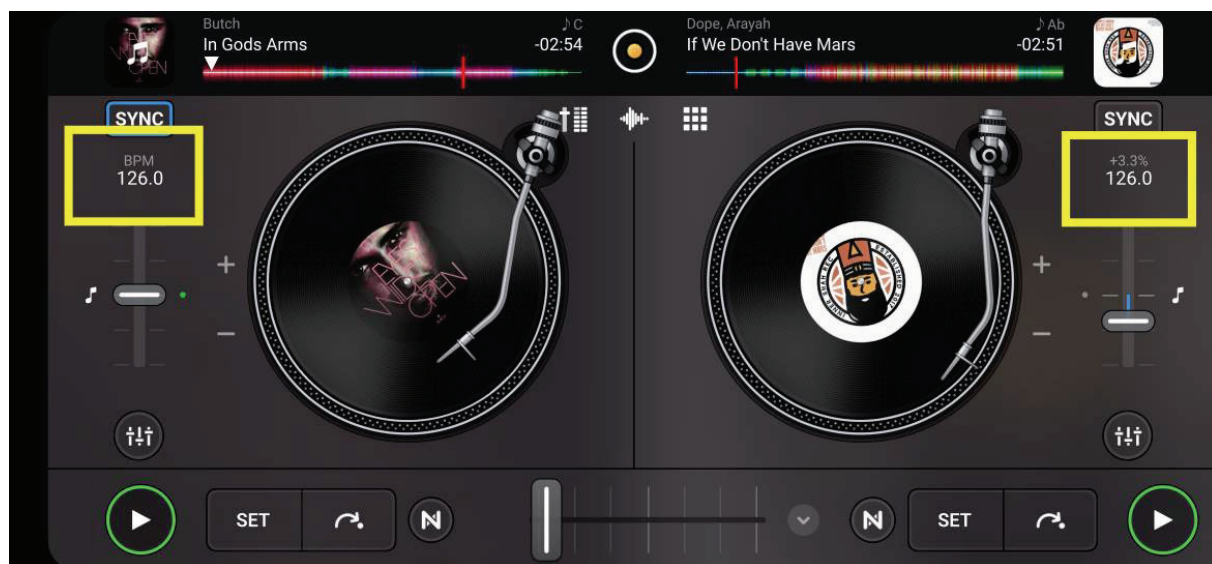 Butch
♪ C
In Gods Arms
-02:54
Dope, Arayah
♪ Ab
If We Don't Have Mars
-02:51
SYNC
SYNC
BPM
126.0
+3.3%
126.0
+
+
−
−
SET
N
N
SET